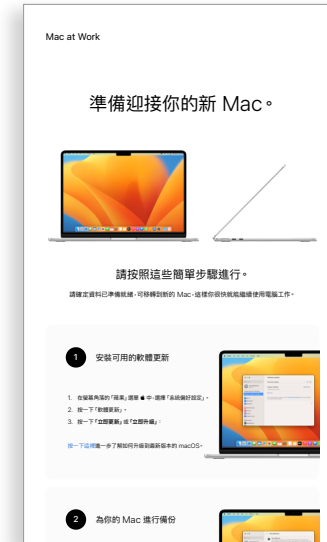 Mac at Work
準備迎接你的新 Mac。
請按照這些簡單步驟進行。
請確定資料已準備就緒,可移轉到新的 Mac,這樣你很快就能繼續使用電腦工作。
1 安裝可用的軟體更新
1. 在螢幕角落的「蘋果」選單  中,選擇「系統偏好設定」。
2. 按一下「軟體更新」。
3. 按一下「立即更新」或「立即升級」:
按一下這裡進一步了解如何升級到最新版本的 macOS。
2 為你的 Mac 進行備份